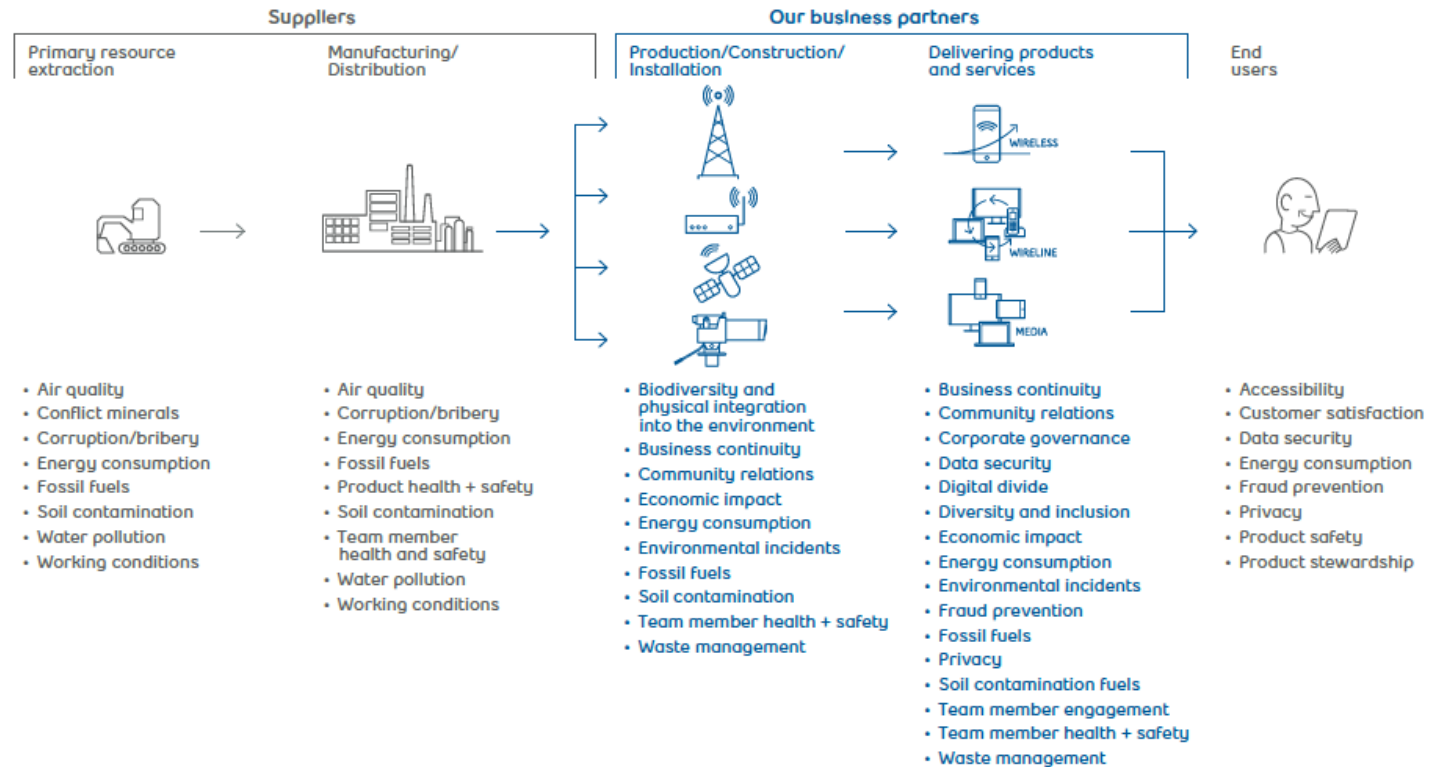 Suppliers
Our business partners
Primary resource
extraction
Manufacturing/
Distribution
Production/Construction/
Installation
Delivering products
and services
End
users
WIRELESS
WIRELINE
MEDIA
• Air quality
• Conflict minerals
• Corruption/bribery
• Energy consumption
• Fossil fuels
• Soil contamination
• Water pollution
• Working conditions
• Air quality
• Corruption/bribery
• Energy consumption
• Fossil fuels
• Product health + safety
• Soil contamination
• Team member
health and safety
• Water pollution
• Working conditions
• Biodiversity and
physical integration
into the environment
• Business continuity
• Community relations
• Economic impact
• Energy consumption
• Environmental incidents
• Fossil fuels
• Soil contamination
• Team member health + safety
• Waste management
• Business continuity
• Community relations
• Corporate governance
• Data security
• Digital divide
• Diversity and inclusion
• Economic impact
• Energy consumption
• Environmental incidents
• Fraud prevention
• Fossil fuels
• Privacy
• Soil contamination fuels
• Team member engagement
• Team member health + safety
• Waste management
• Accessibility
• Customer satisfaction
• Data security
• Energy consumption
• Fraud prevention
• Privacy
• Product safety
• Product stewardship